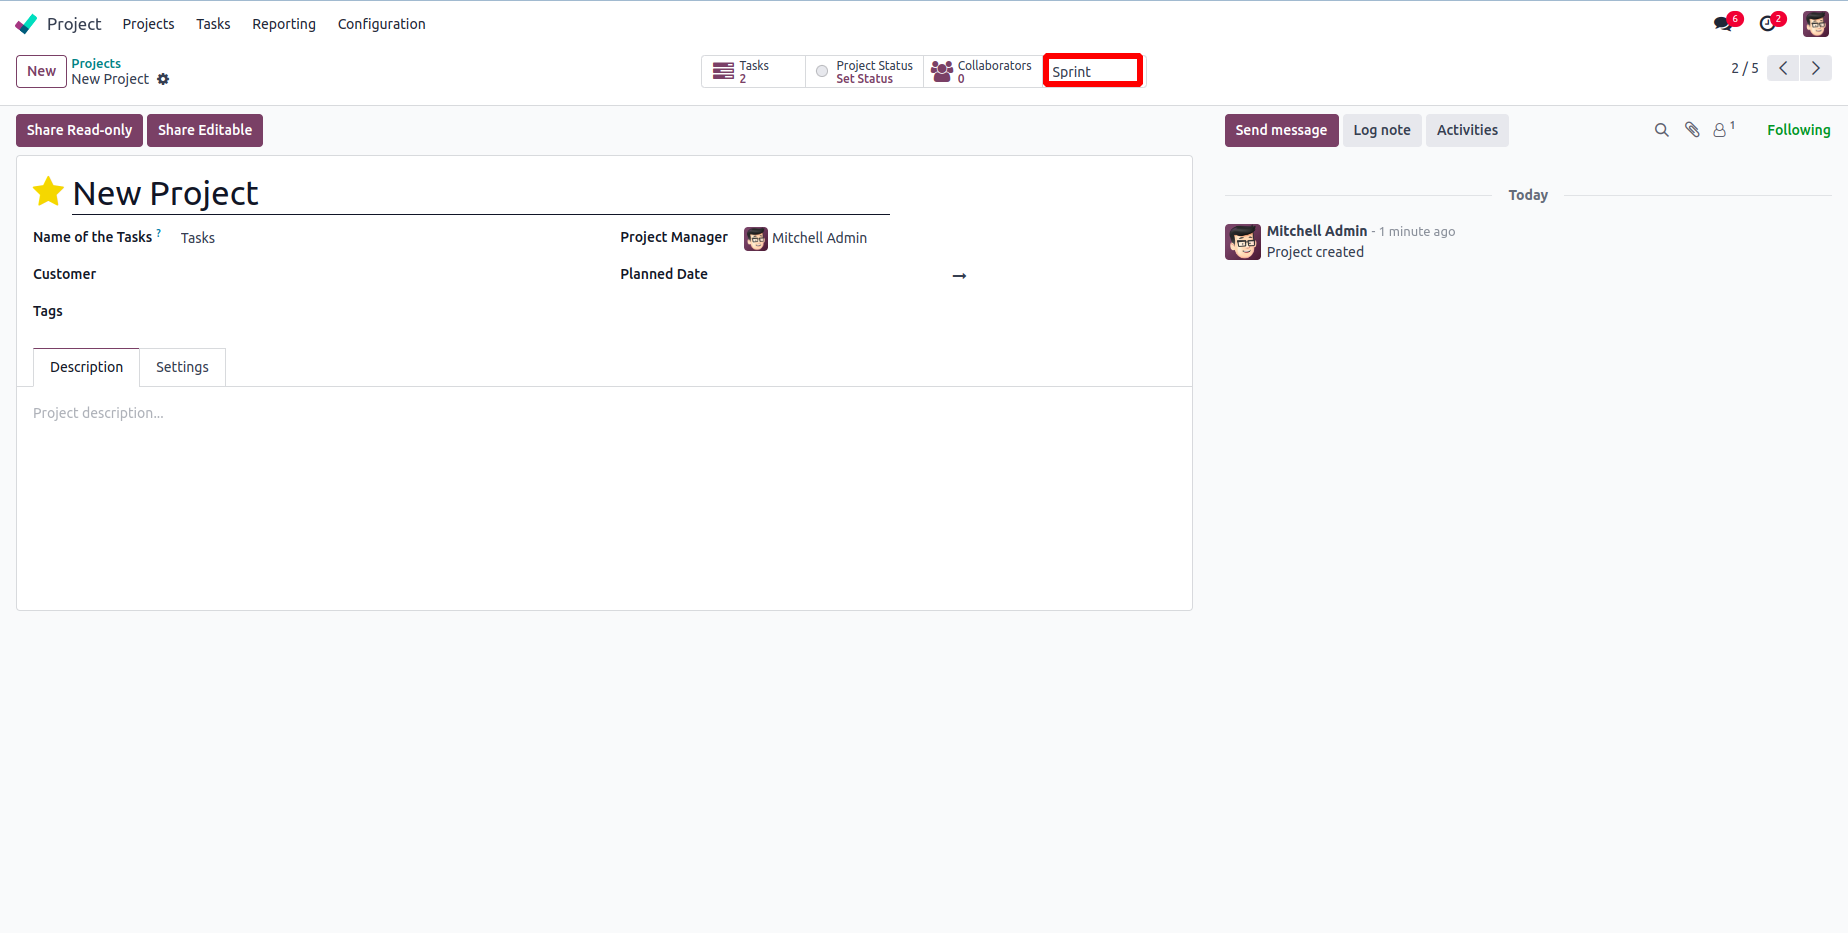 Project Projects Tasks Reporting Configuration 6 2
New Projects
New Project
Tasks
2
Project Status
Set Status
Collaborators
0
Sprint
2 / 5
Share Read-only Share Editable
Send message Log note Activities 1 Following
New Project
Name of the Tasks ? Tasks
Project Manager Mitchell Admin
Customer
Planned Date
Tags
Description Settings
Project description...
Today
Mitchell Admin - 1 minute ago
Project created